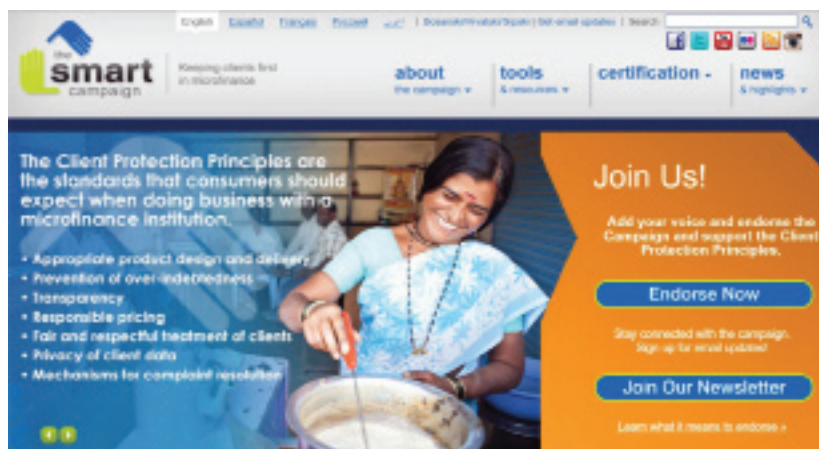 English Español Français Русский | Bosanski/Hrvatski/Srpski | Get email updates | Search
the
smart
campaign
Keeping clients first
in microfinance
about
the campaign
tools
& resources
certification
news
& highlights
The Client Protection Principles are
the standards that consumers should
expect when doing business with a
microfinance institution.
• Appropriate product design and delivery
• Prevention of over-indebtedness
• Transparency
• Responsible pricing
• Fair and respectful treatment of clients
• Privacy of client data
• Mechanisms for complaint resolution
Join Us!
Add your voice and endorse the
Campaign and support the Client
Protection Principles.
Endorse Now
Stay connected with the campaign.
Sign up for email updates!
Join Our Newsletter
Learn what it means to endorse »